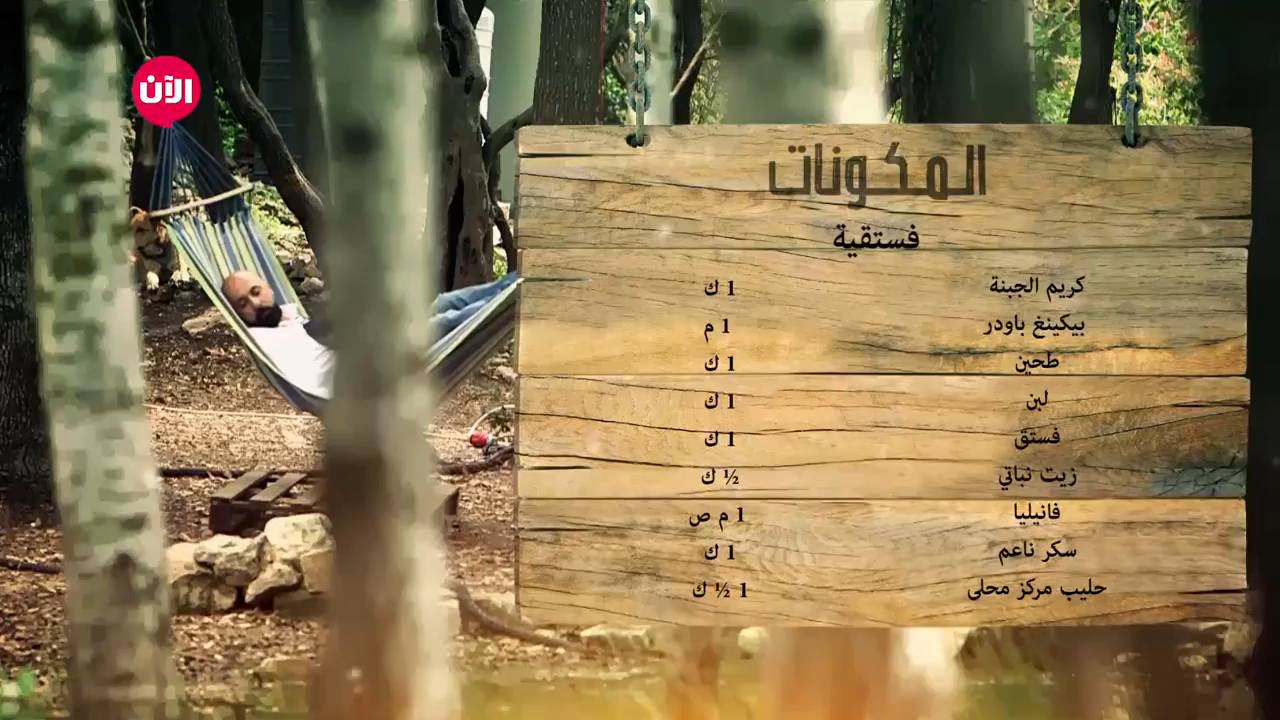 الآن
المكونات
فستقية
كريم الجبنة 1 ك
بيكينغ باودر 1 م
طحين 1 ك
لبن 1 ك
فستق 1 ك
زيت نباتي ½ ك
فانيليا 1 م ص
سكر ناعم 1 ك
حليب مركز محلى 1 ½ ك